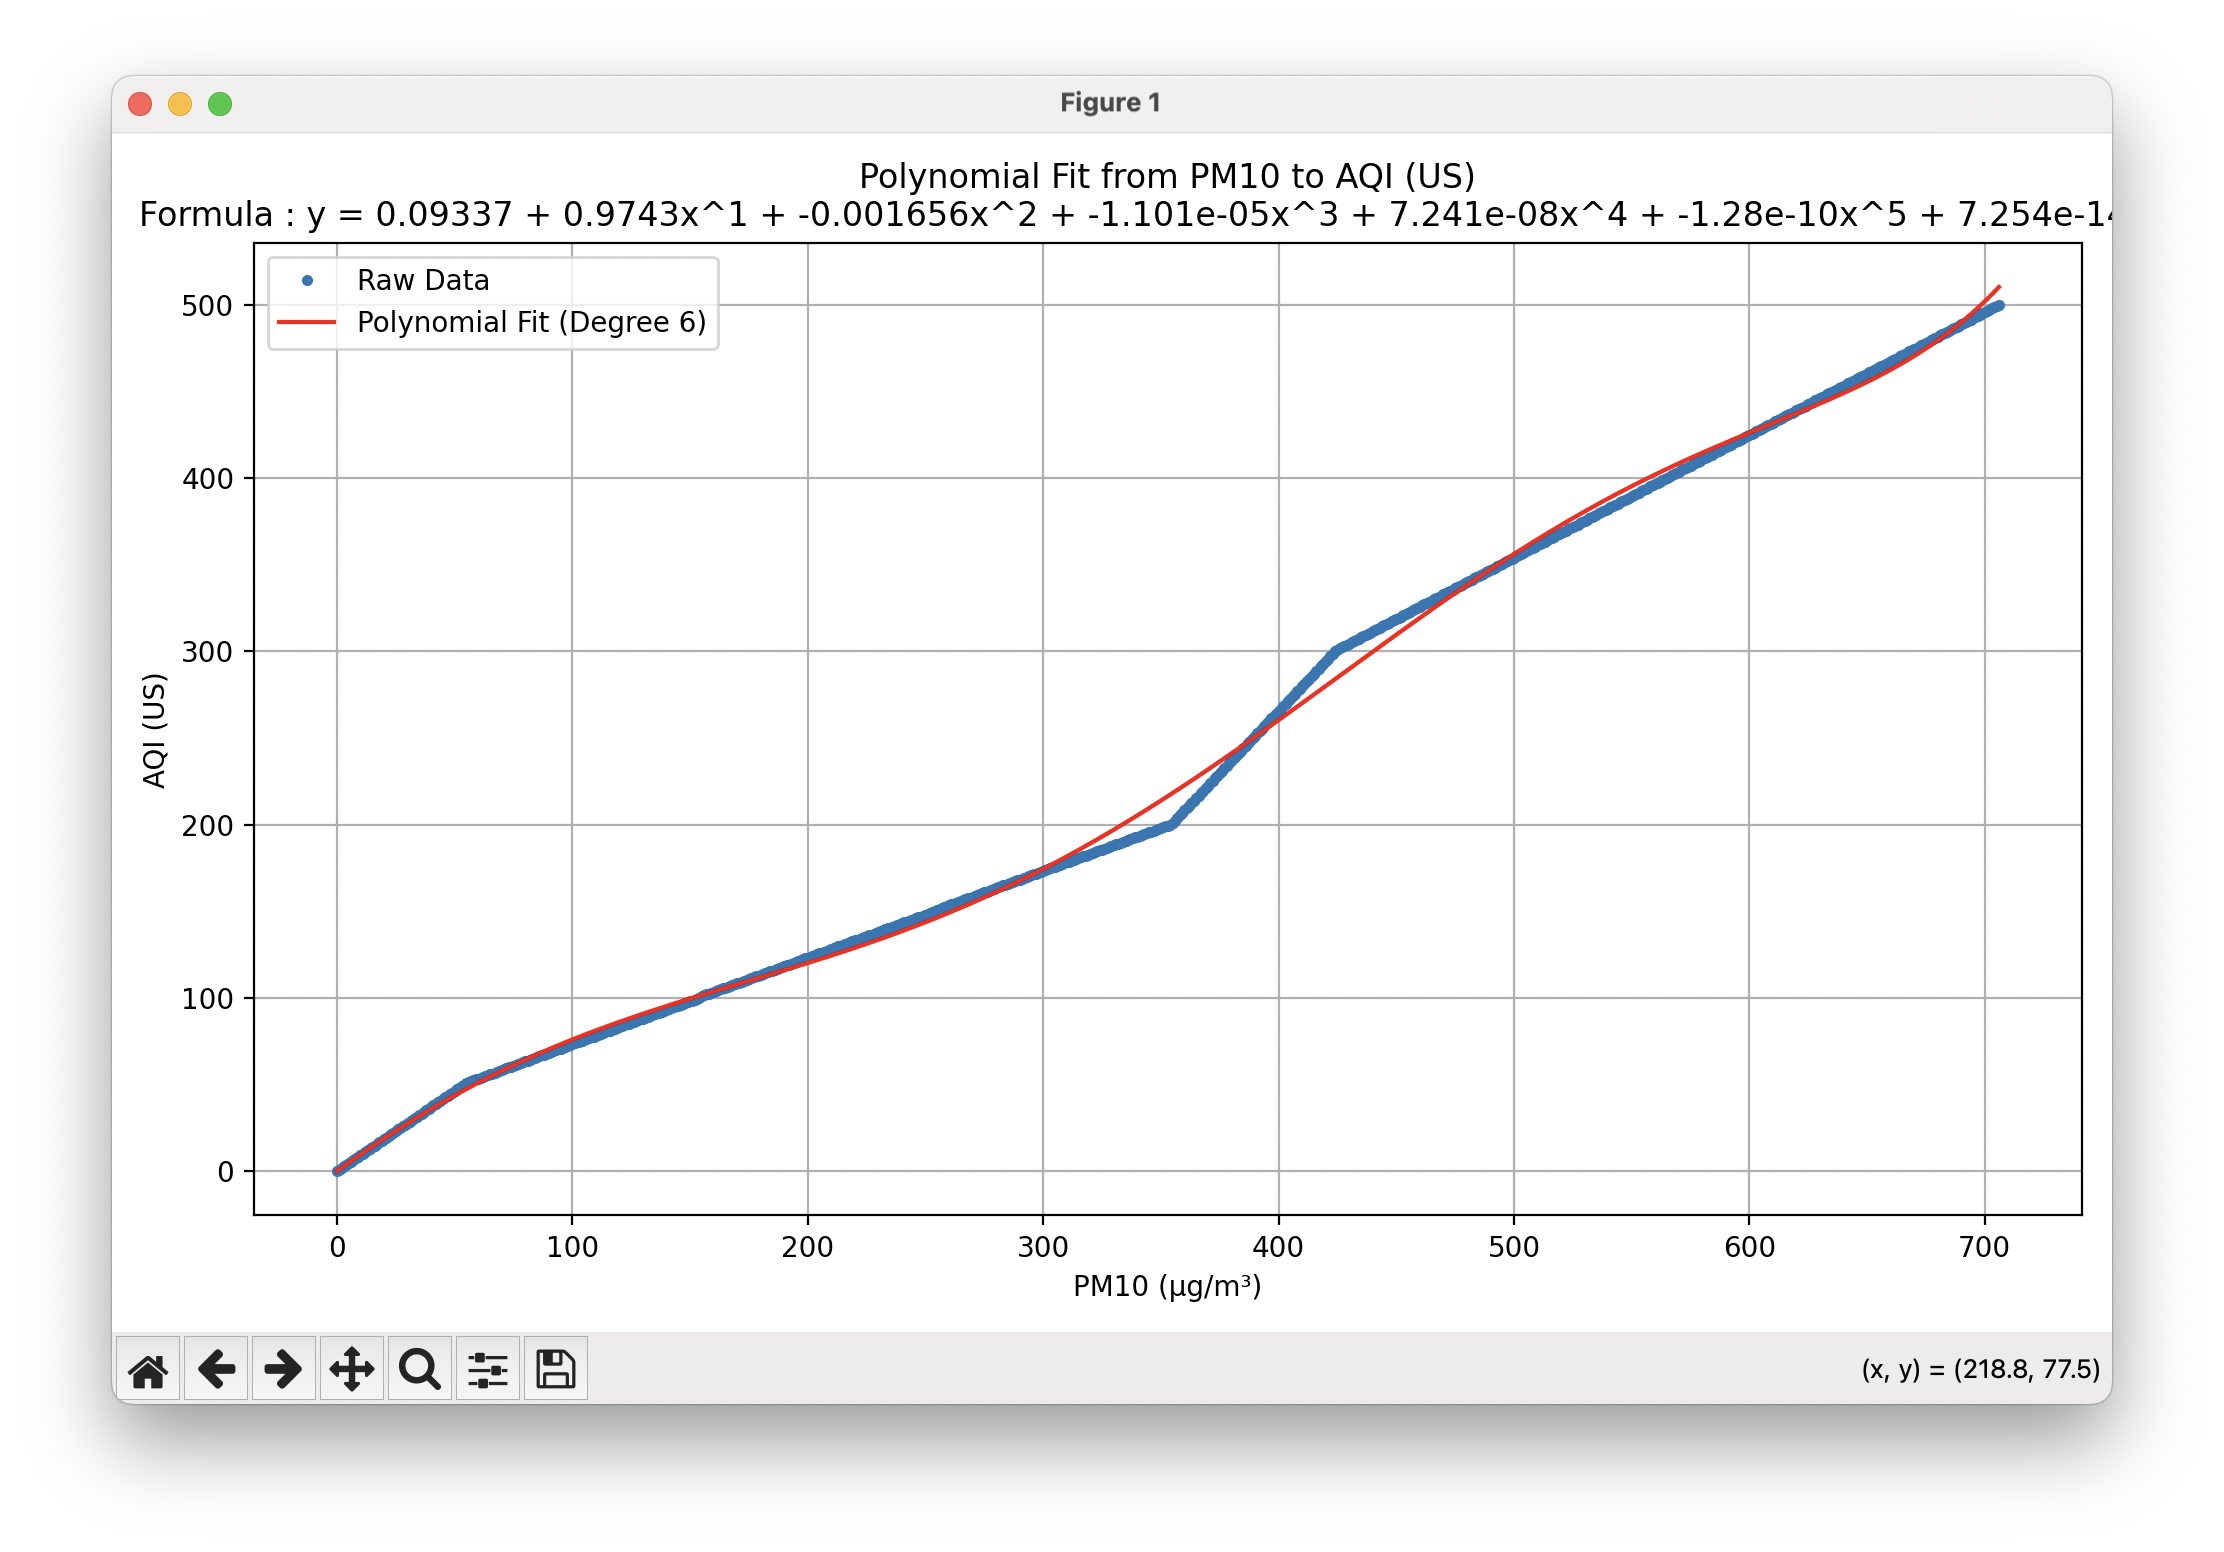 Figure 1
Polynomial Fit from PM10 to AQI (US)
Formula : y = 0.09337 + 0.9743x^1 + -0.001656x^2 + -1.101e-05x^3 + 7.241e-08x^4 + -1.28e-10x^5 + 7.254e-14
Raw Data
Polynomial Fit (Degree 6)
500
400
300
200
100
0
AQI (US)
0 100 200 300 400 500 600 700
PM10 (µg/m³)
(x, y) = (218.8, 77.5)